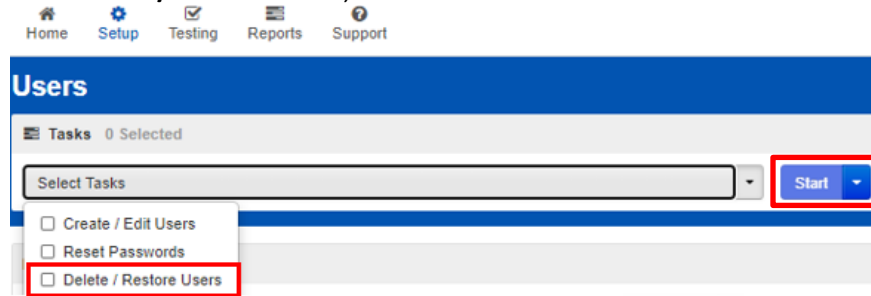 Home Setup Testing Reports Support
Users
Tasks 0 Selected
Select Tasks
Start
Create / Edit Users
Reset Passwords
Delete / Restore Users